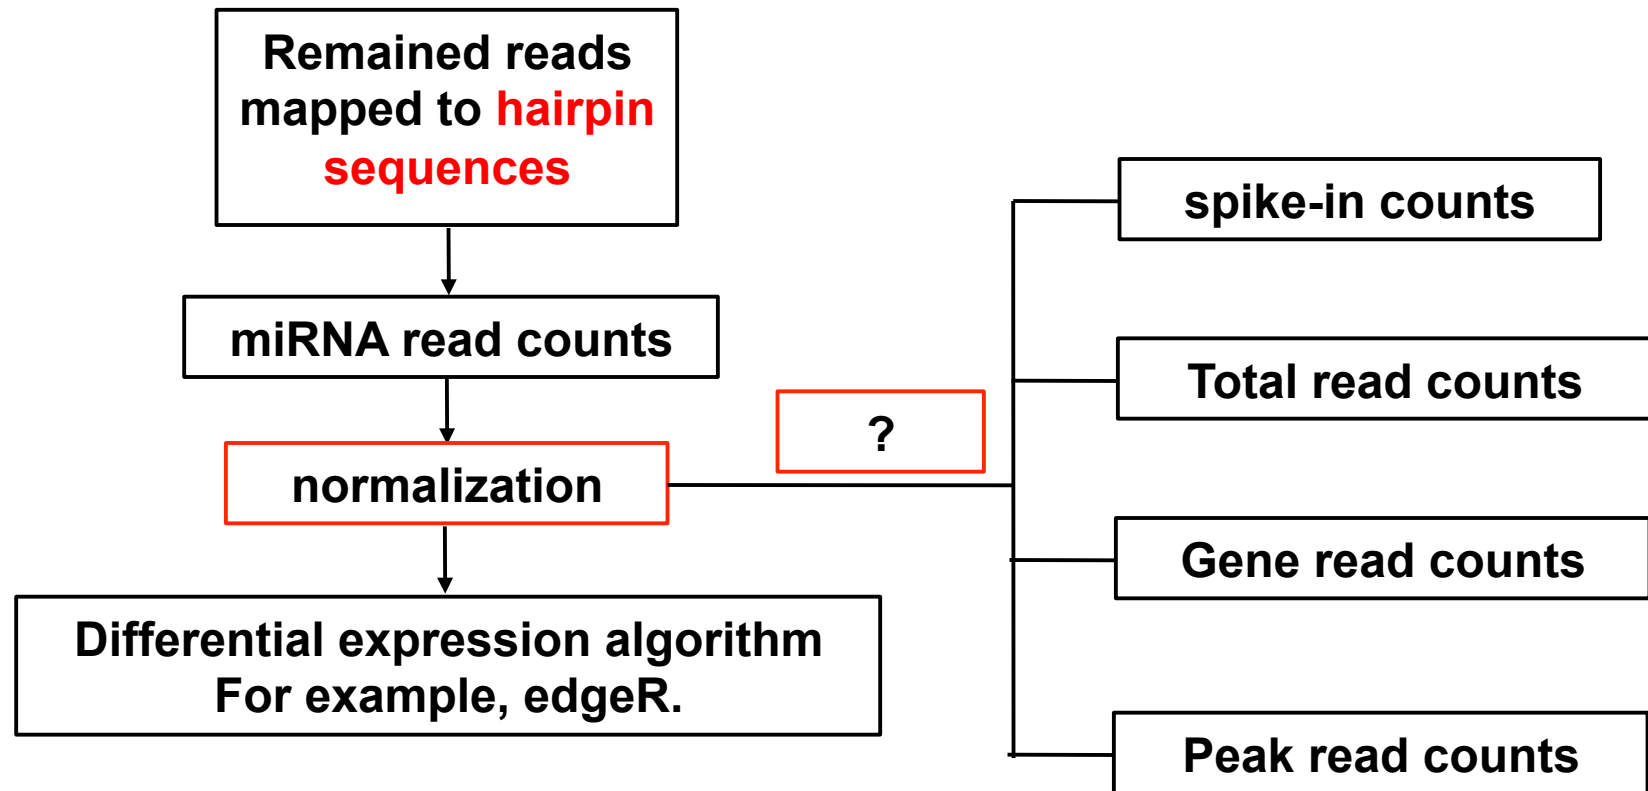 Remained reads
mapped to hairpin
sequences
miRNA read counts
normalization
Differential expression algorithm
For example, edgeR.
?
spike-in counts
Total read counts
Gene read counts
Peak read counts